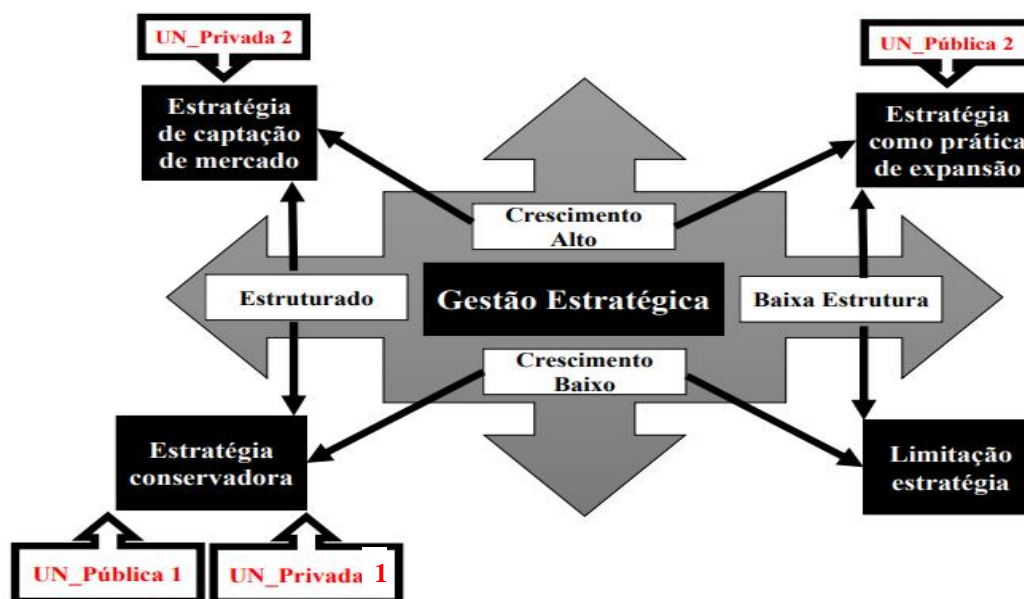 UN_Privada 2
UN_Pública 2
Estratégia
de captação
de mercado
Estratégia
como prática
de expansão
Crescimento
Alto
Estruturado
Gestão Estratégica
Baixa Estrutura
Crescimento
Baixo
Estratégia
conservadora
Limitação
estratégia
UN_Pública 1
UN_Privada 1